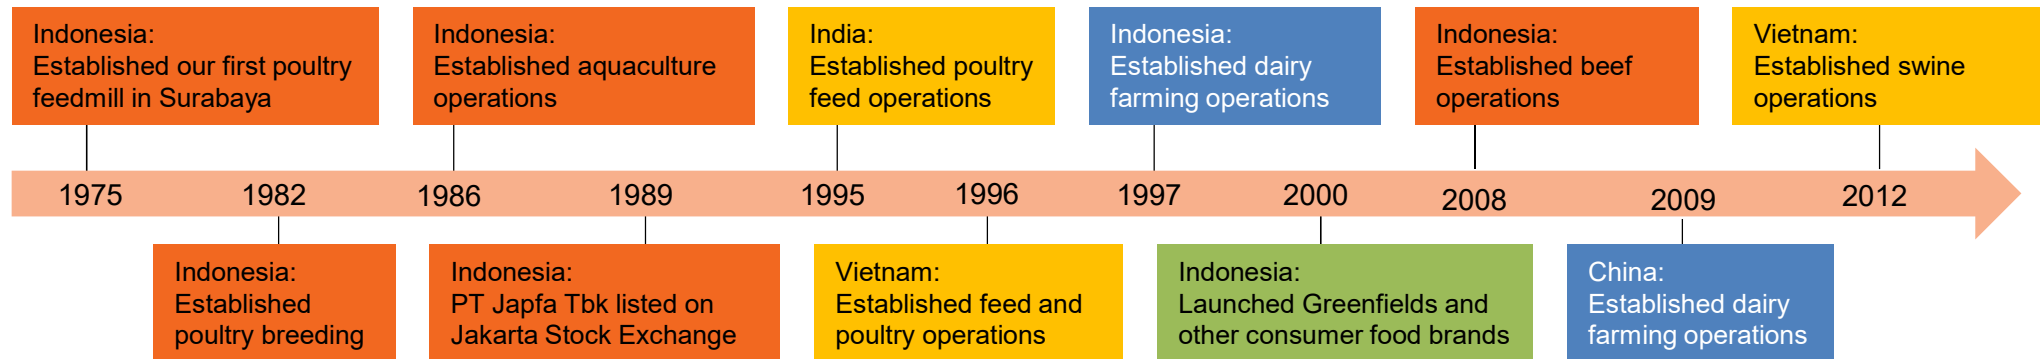 Indonesia:
Established our first poultry
feedmill in Surabaya
Indonesia:
Established aquaculture
operations
India:
Established poultry
feed operations
Indonesia:
Established dairy
farming operations
Indonesia:
Established beef
operations
Vietnam:
Established swine
operations
1975 1982 1986 1989 1995 1996 1997 2000 2008 2009 2012
Indonesia:
Established
poultry breeding
Indonesia:
PT Japfa Tbk listed on
Jakarta Stock Exchange
Vietnam:
Established feed and
poultry operations
Indonesia:
Launched Greenfields and
other consumer food brands
China:
Established dairy
farming operations